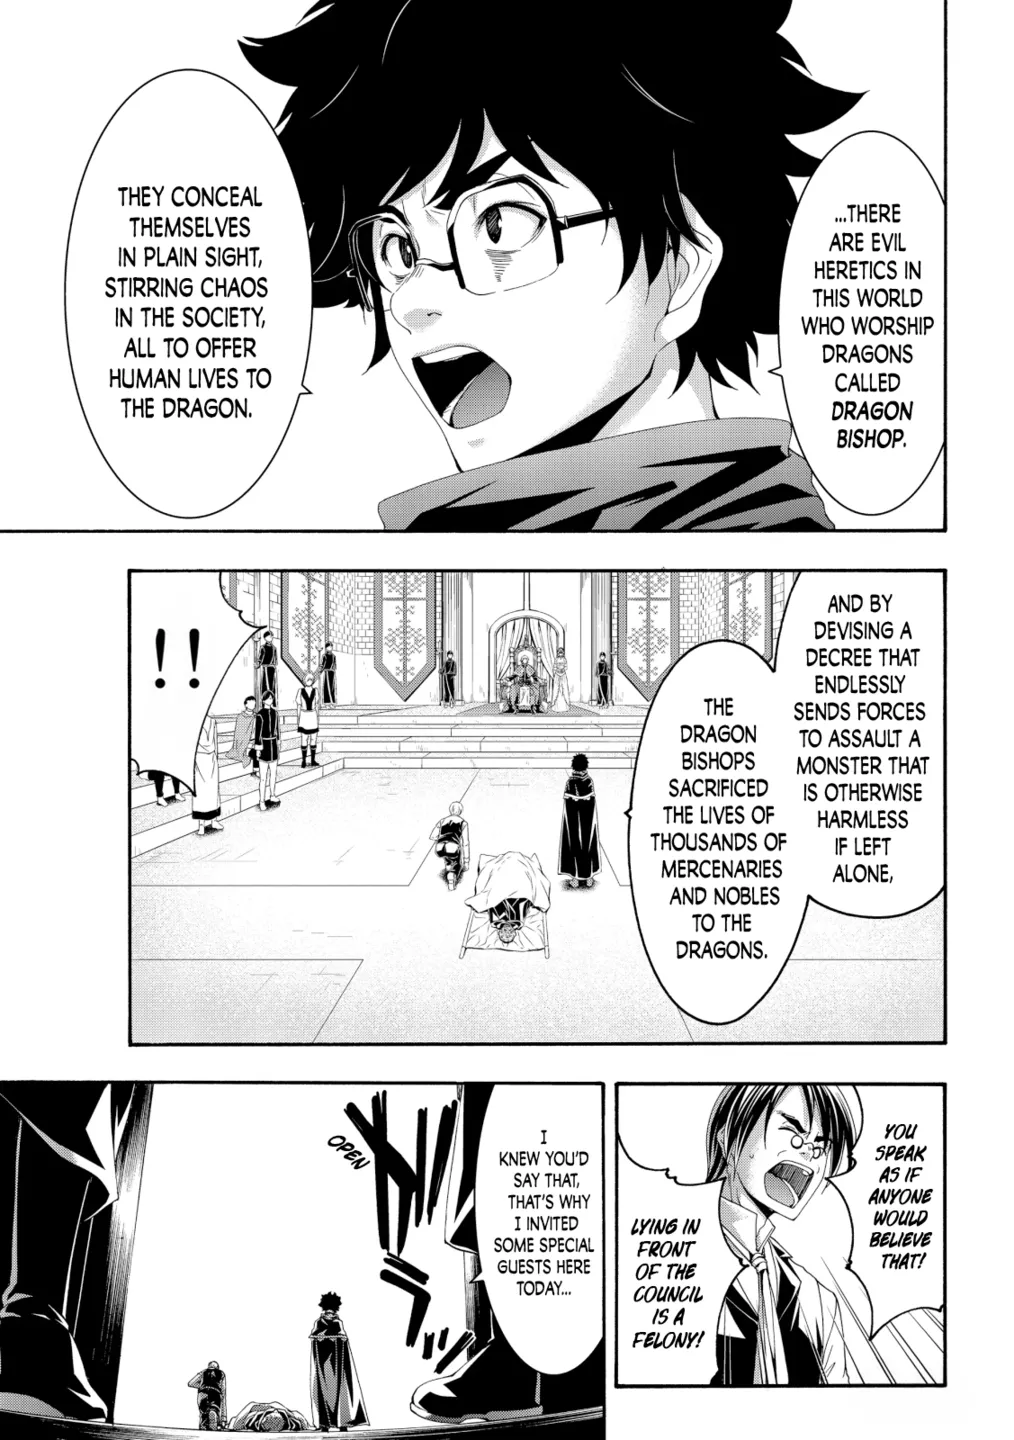 ...THERE
ARE EVIL
HERETICS IN
THIS WORLD
WHO WORSHIP
DRAGONS
CALLED
DRAGON
BISHOP.
THEY CONCEAL
THEMSELVES
IN PLAIN SIGHT,
STIRRING CHAOS
IN THE SOCIETY,
ALL TO OFFER
HUMAN LIVES TO
THE DRAGON.
AND BY
DEVISING A
DECREE THAT
ENDLESSLY
SENDS FORCES
TO ASSAULT A
MONSTER THAT
IS OTHERWISE
HARMLESS
IF LEFT
ALONE,
THE
DRAGON
BISHOPS
SACRIFICED
THE LIVES OF
THOUSANDS OF
MERCENARIES
AND NOBLES
TO THE
DRAGONS.
!!
YOU
SPEAK
AS IF
ANYONE
WOULD
BELIEVE
THAT!
LYING IN
FRONT
OF THE
COUNCIL
IS A
FELONY!
I
KNEW YOU'D
SAY THAT,
THAT'S WHY
I INVITED
SOME SPECIAL
GUESTS HERE
TODAY...
OPEN